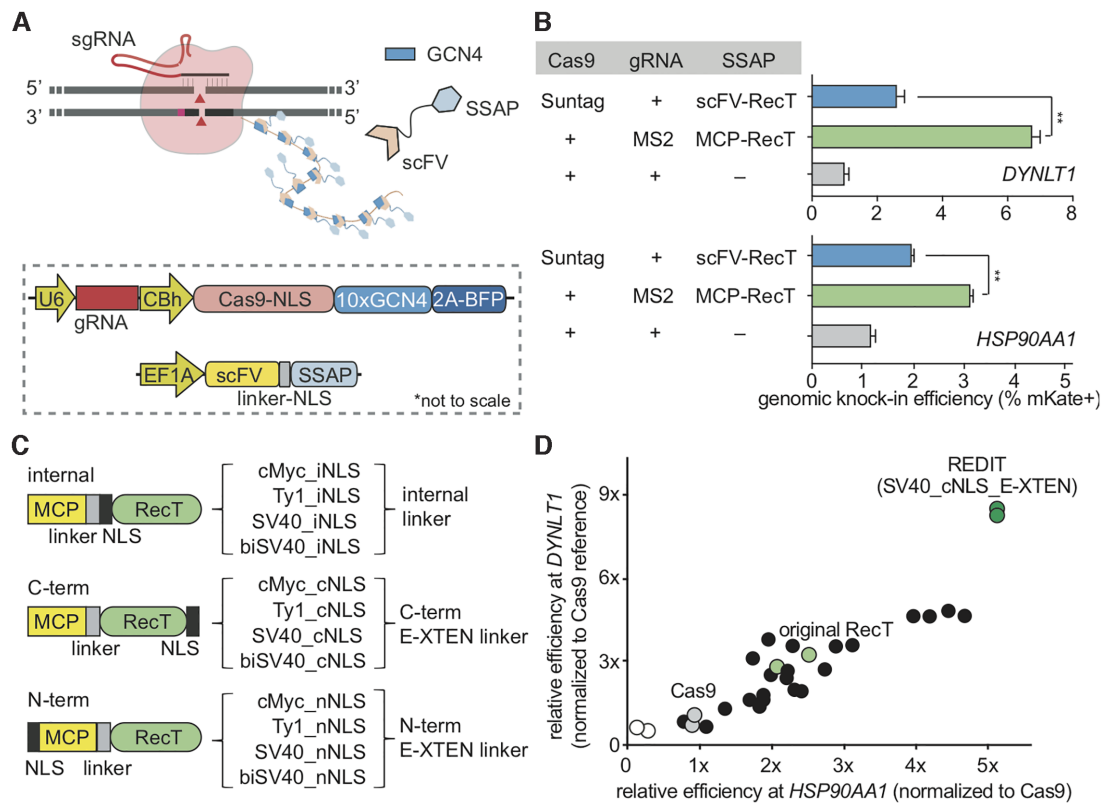 A
sgRNA
GCN4
SSAP
scFV
5’
3’
3’
5’
U6
gRNA
CBh
Cas9-NLS
10xGCN4
2A-BFP
EF1A
scFV
SSAP
linker-NLS
*not to scale
B
Cas9 gRNA SSAP
Suntag + scFV-RecT
+ MS2 MCP-RecT
+ + –
**
DYNLT1
0 2 4 6 8
Suntag + scFV-RecT
+ MS2 MCP-RecT
+ + –
**
HSP90AA1
0 1 2 3 4 5
genomic knock-in efficiency (% mKate+)
C
internal
MCP RecT
linker NLS
cMyc_iNLS
Ty1_iNLS
SV40_iNLS
biSV40_iNLS
internal
linker
C-term
MCP RecT
linker NLS
cMyc_cNLS
Ty1_cNLS
SV40_cNLS
biSV40_cNLS
C-term
E-XTEN linker
N-term
MCP RecT
NLS linker
cMyc_nNLS
Ty1_nNLS
SV40_nNLS
biSV40_nNLS
N-term
E-XTEN linker
D
REDIT
(SV40_cNLS_E-XTEN)
original RecT
Cas9
9x
6x
3x
0
0 1x 2x 3x 4x 5x
relative efficiency at DYNLT1
(normalized to Cas9 reference)
relative efficiency at HSP90AA1 (normalized to Cas9)